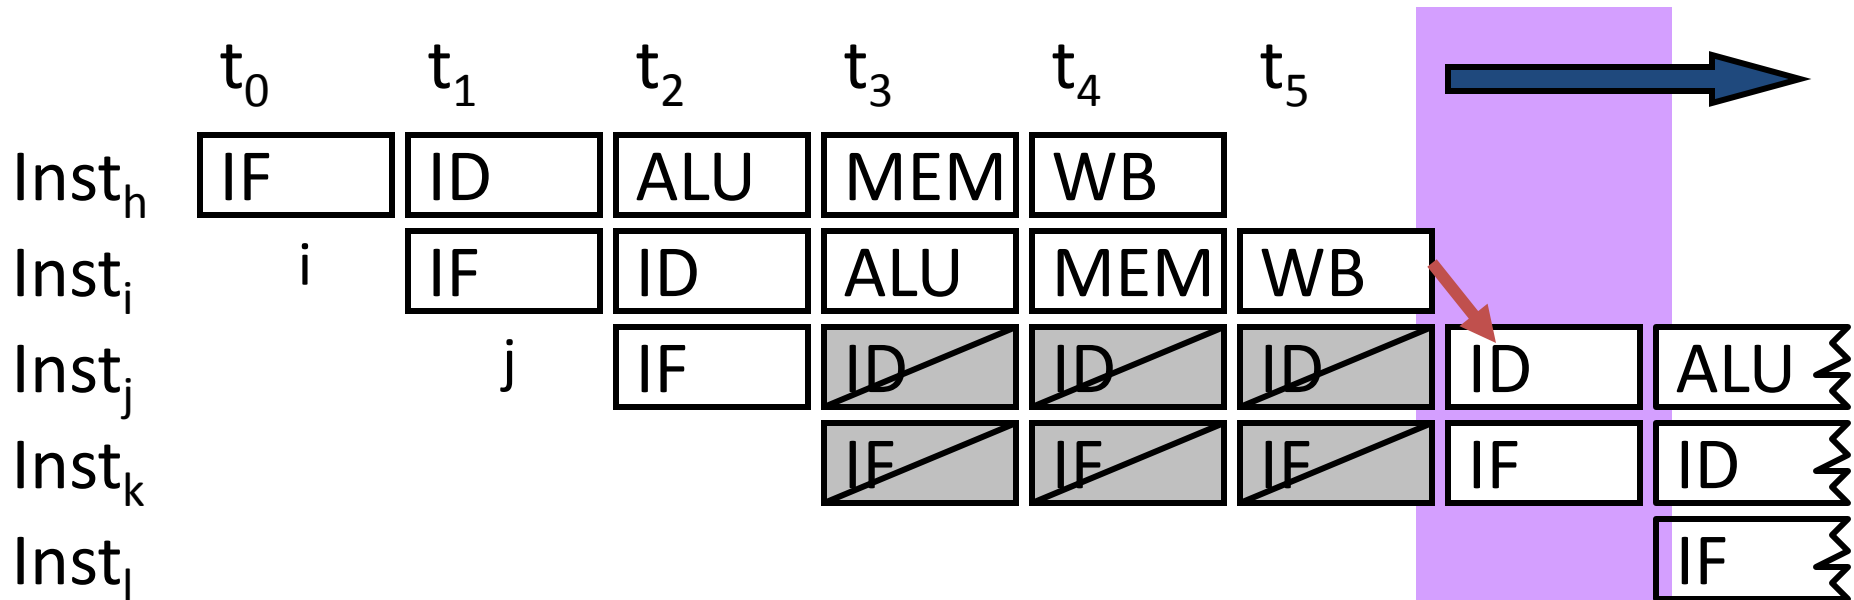 t₀ t₁ t₂ t₃ t₄ t₅
Instₕ IF ID ALU MEM WB
Instᵢ i IF ID ALU MEM WB
Instⱼ j IF ID ID ID ID ALU
Instₖ IF IF IF IF ID
Instₗ IF